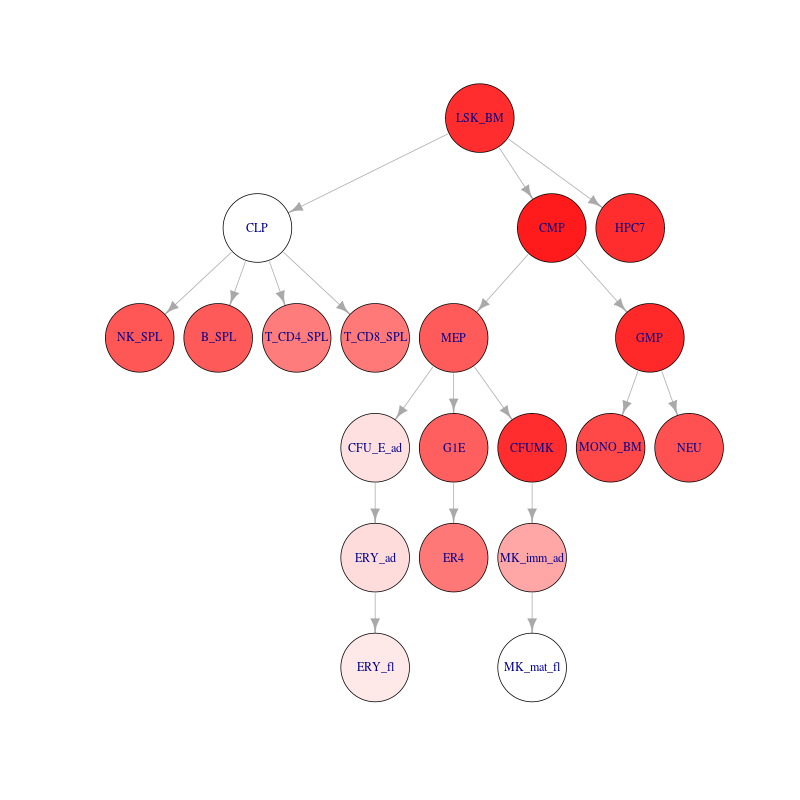 LSK_BM
CLP
CMP
HPC7
NK_SPL
B_SPL
T_CD4_SPL
T_CD8_SPL
MEP
GMP
CFU_E_ad
G1E
CFUMK
MONO_BM
NEU
ERY_ad
ER4
MK_imm_ad
ERY_fl
MK_mat_fl